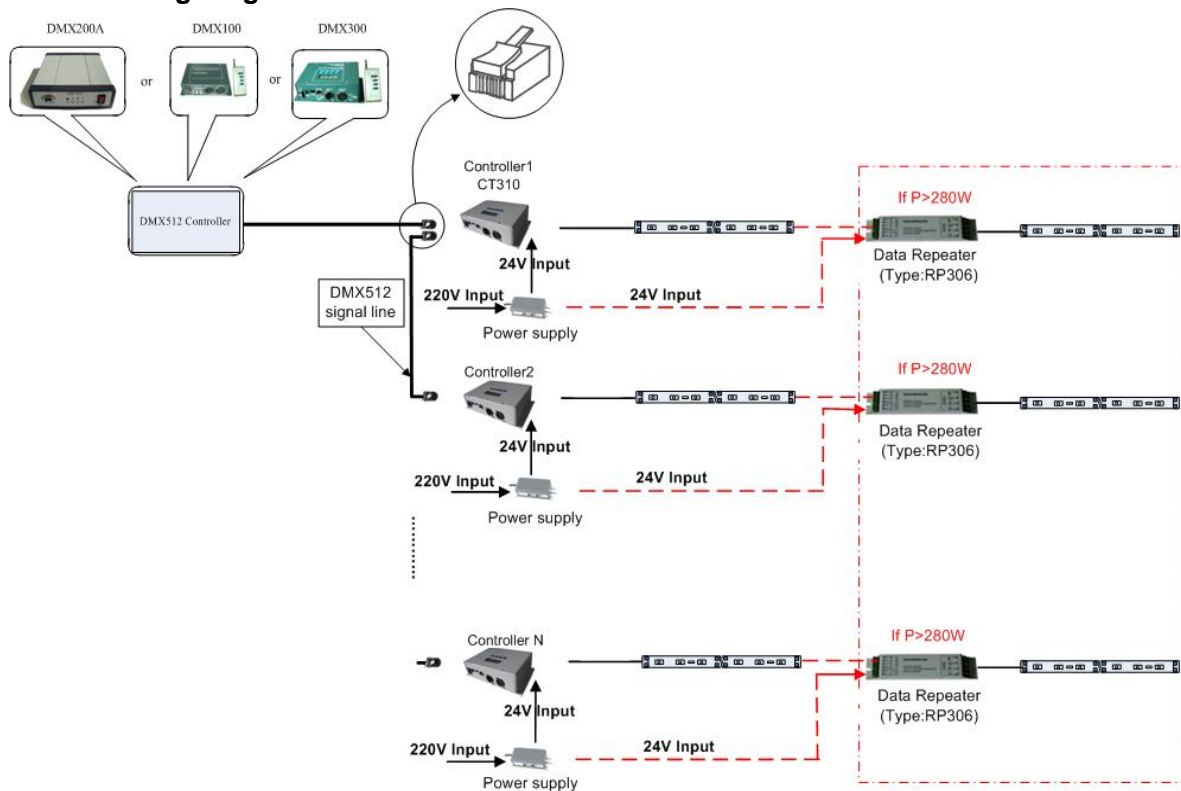 DMX200A
DMX100
DMX300
or
or
DMX512 Controller
Controller1
CT310
If P>280W
24V Input
Data Repeater
(Type:RP306)
DMX512
signal line
220V Input
24V Input
Power supply
Controller2
If P>280W
24V Input
Data Repeater
(Type:RP306)
220V Input
24V Input
Power supply
Controller N
If P>280W
24V Input
Data Repeater
(Type:RP306)
220V Input
24V Input
Power supply